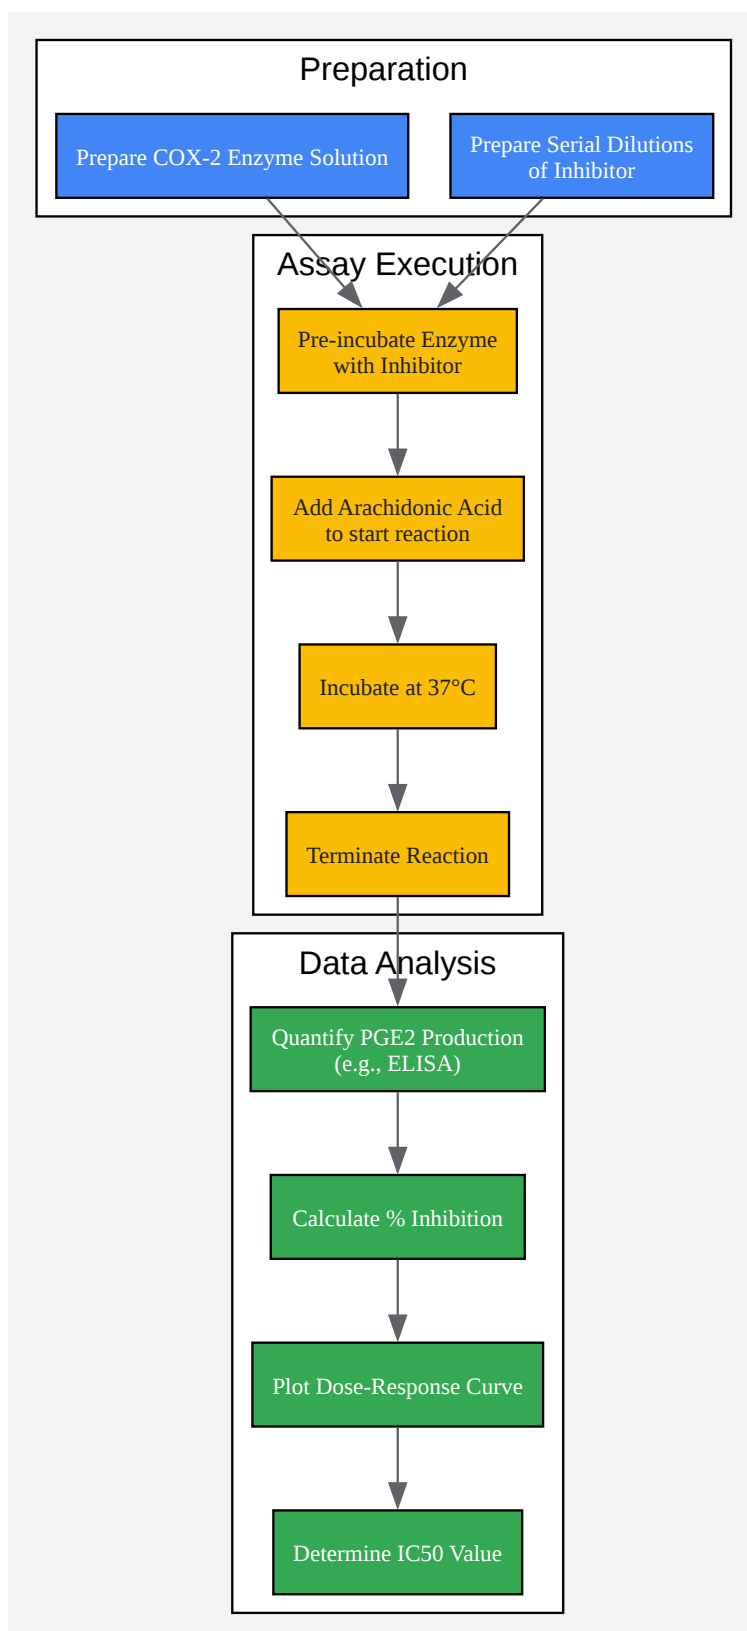 Preparation
Prepare COX-2 Enzyme Solution
Prepare Serial Dilutions
of Inhibitor
Assay Execution
Pre-incubate Enzyme
with Inhibitor
Add Arachidonic Acid
to start reaction
Incubate at 37°C
Terminate Reaction
Data Analysis
Quantify PGE2 Production
(e.g., ELISA)
Calculate % Inhibition
Plot Dose-Response Curve
Determine IC50 Value